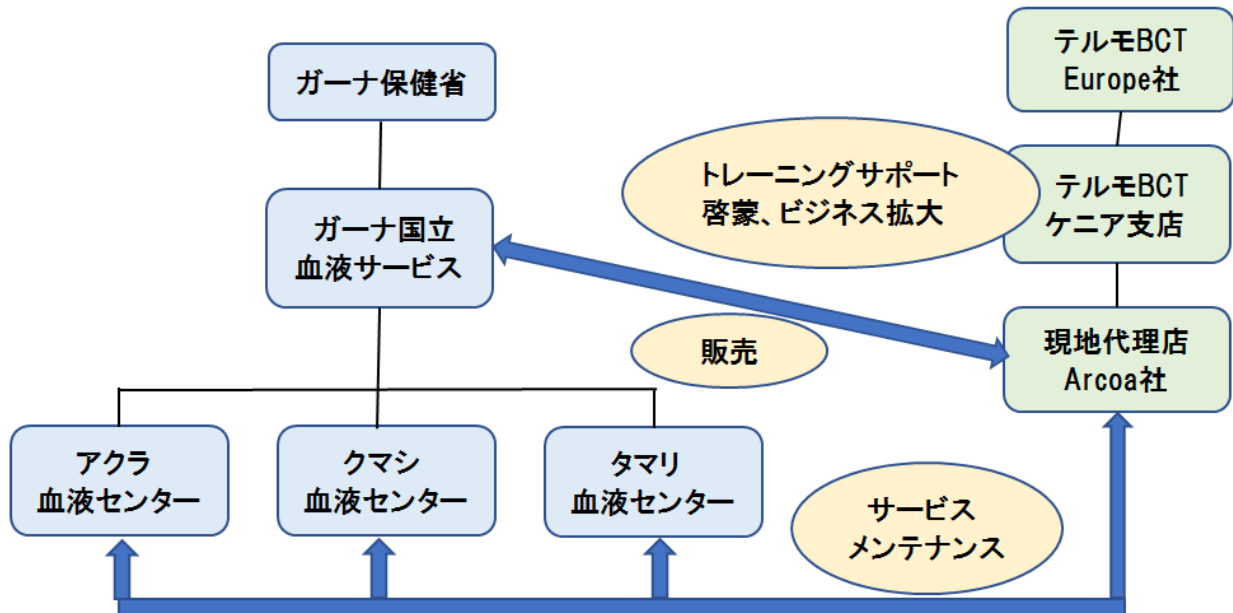 テルモBCT
Europe社
ガーナ保健省
トレーニングサポート
啓蒙、ビジネス拡大
テルモBCT
ケニア支店
ガーナ国立
血液サービス
販売
現地代理店
Arcoa社
アクラ
血液センター
クマシ
血液センター
タマリ
血液センター
サービス
メンテナンス